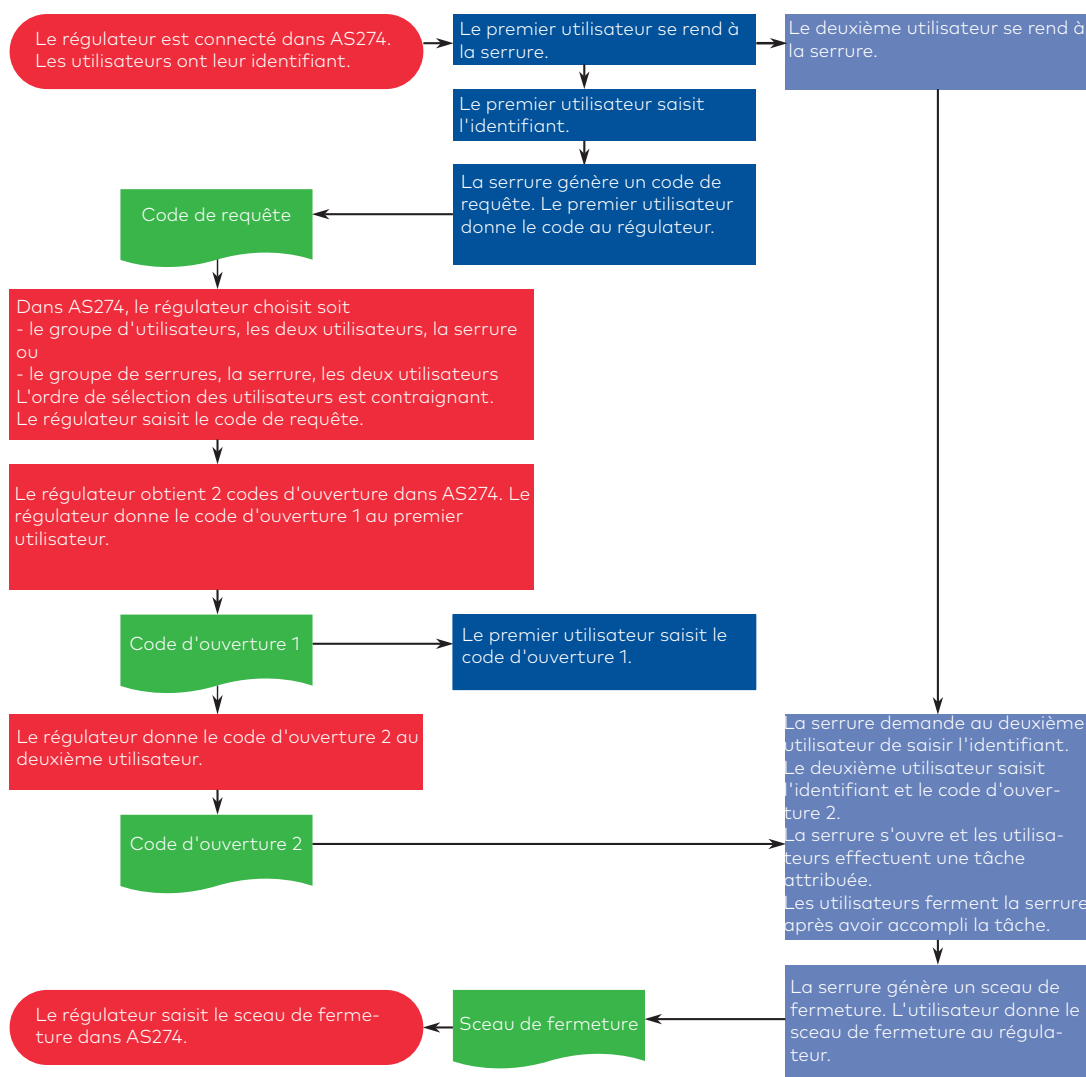 Le régulateur est connecté dans AS274.
Les utilisateurs ont leur identifiant.
Le premier utilisateur se rend à
la serrure.
Le deuxième utilisateur se rend à
la serrure.
Le premier utilisateur saisit
l'identifiant.
La serrure génère un code de
requête. Le premier utilisateur
donne le code au régulateur.
Code de requête
Dans AS274, le régulateur choisit soit
- le groupe d'utilisateurs, les deux utilisateurs, la serrure
ou
- le groupe de serrures, la serrure, les deux utilisateurs
L'ordre de sélection des utilisateurs est contraignant.
Le régulateur saisit le code de requête.
Le régulateur obtient 2 codes d'ouverture dans AS274. Le
régulateur donne le code d'ouverture 1 au premier
utilisateur.
Code d'ouverture 1
Le premier utilisateur saisit le
code d'ouverture 1.
Le régulateur donne le code d'ouverture 2 au
deuxième utilisateur.
Code d'ouverture 2
La serrure demande au deuxième
utilisateur de saisir l'identifiant.
Le deuxième utilisateur saisit
l'identifiant et le code d'ouver-
ture 2.
La serrure s'ouvre et les utilisa-
teurs effectuent une tâche
attribuée.
Les utilisateurs ferment la serrure
après avoir accompli la tâche.
La serrure génère un sceau de
fermeture. L'utilisateur donne le
sceau de fermeture au régula-
teur.
Sceau de fermeture
Le régulateur saisit le sceau de ferme-
ture dans AS274.